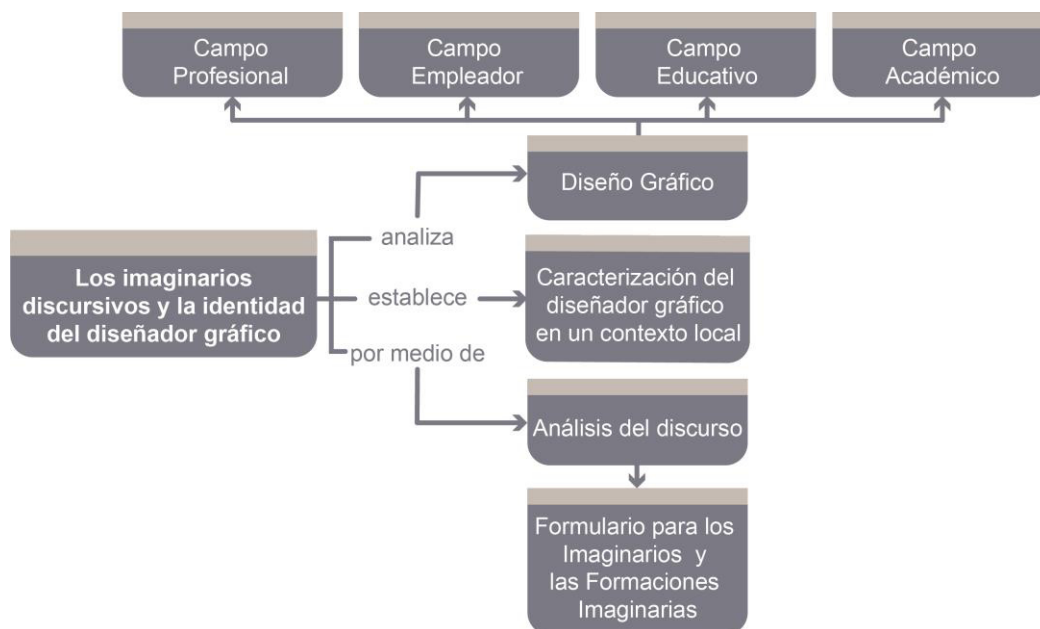 Campo
Profesional
Campo
Empleador
Campo
Educativo
Campo
Académico
Diseño Gráfico
analiza
Los imaginarios
discursivos y la identidad
del diseñador gráfico
establece
Caracterización del
diseñador gráfico
en un contexto local
por medio de
Análisis del discurso
Formulario para los
Imaginarios y
las Formaciones
Imaginarias